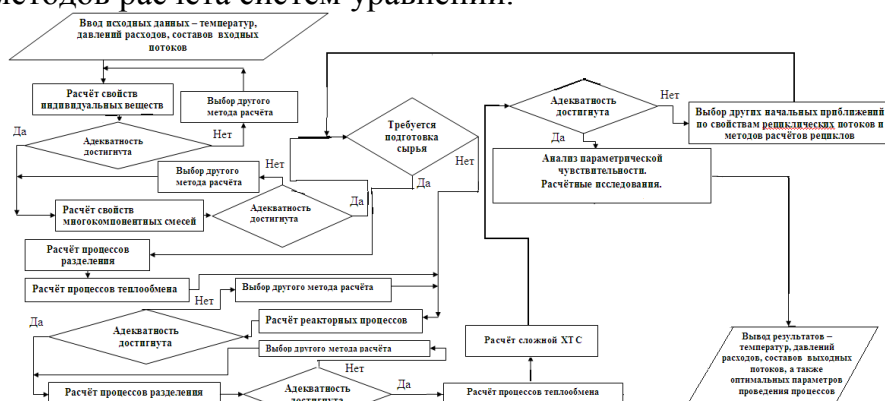 методов расчета систем уравнений.
Ввод исходных данных – температур,
давлений расходов, составов входных
потоков
Расчёт свойств
индивидуальных веществ
Выбор другого
метода расчёта
Да
Адекватность
достигнута
Нет
Выбор другого
метода расчёта
Нет
Расчёт свойств
многокомпонентных смесей
Адекватность
достигнута
Да
Требуется
подготовка
сырья
Нет
Да
Расчёт процессов
разделения
Расчёт процессов теплообмена
Нет
Выбор другого метода расчёта
Да
Адекватность
достигнута
Расчёт реакторных процессов
Выбор другого метода расчёта
Нет
Расчёт процессов разделения
Адекватность
достигнута
Да
Расчёт процессов теплообмена
Расчёт сложной ХТС
Адекватность
достигнута
Нет
Да
Выбор других начальных приближений
по свойствам рециклических потоков и
методов расчётов рециклов
Анализ параметрической
чувствительности.
Расчётные исследования.
Вывод результатов –
температур, давлений
расходов, составов выходных
потоков, а также
оптимальных параметров
проведения процессов